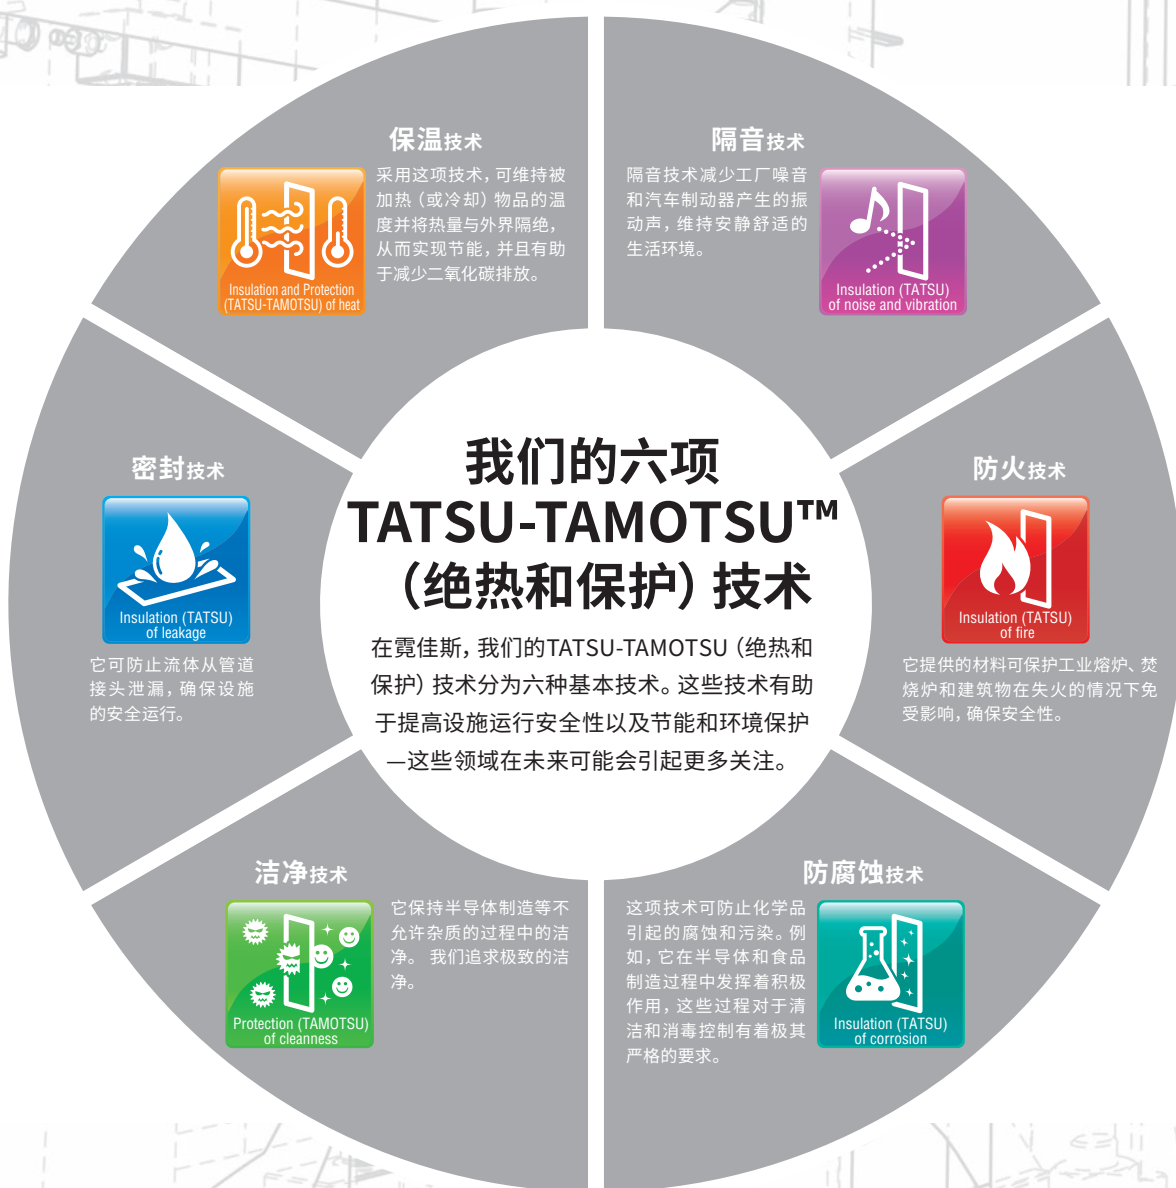 保温技术
采用这项技术，可维持被
加热（或冷却）物品的温
度并将热量与外界隔绝，
从而实现节能，并且有助
于减少二氧化碳排放。
Insulation and Protection
(TATSU-TAMOTSU) of heat
隔音技术
隔音技术减少工厂噪音
和汽车制动器产生的振
动声，维持安静舒适的
生活环境。
Insulation (TATSU)
of noise and vibration
密封技术
Insulation (TATSU)
of leakage
它可防止流体从管道
接头泄漏，确保设施
的安全运行。
我们的六项
TATSU-TAMOTSU™
（绝热和保护）技术
在霓佳斯，我们的TATSU-TAMOTSU（绝热和
保护）技术分为六种基本技术。这些技术有助
于提高设施运行安全性以及节能和环境保护
—这些领域在未来可能会引起更多关注。
防火技术
Insulation (TATSU)
of fire
它提供的材料可保护工业熔炉、焚
烧炉和建筑物在失火的情况下免
受影响，确保安全性。
洁净技术
它保持半导体制造等不
允许杂质的过程中的洁
净。 我们追求极致的洁
净。
Protection (TAMOTSU)
of cleanness
防腐蚀技术
这项技术可防止化学品
引起的腐蚀和污染。例
如，它在半导体和食品
制造过程中发挥着积极
作用，这些过程对于清
洁和消毒控制有着极其
严格的要求。
Insulation (TATSU)
of corrosion